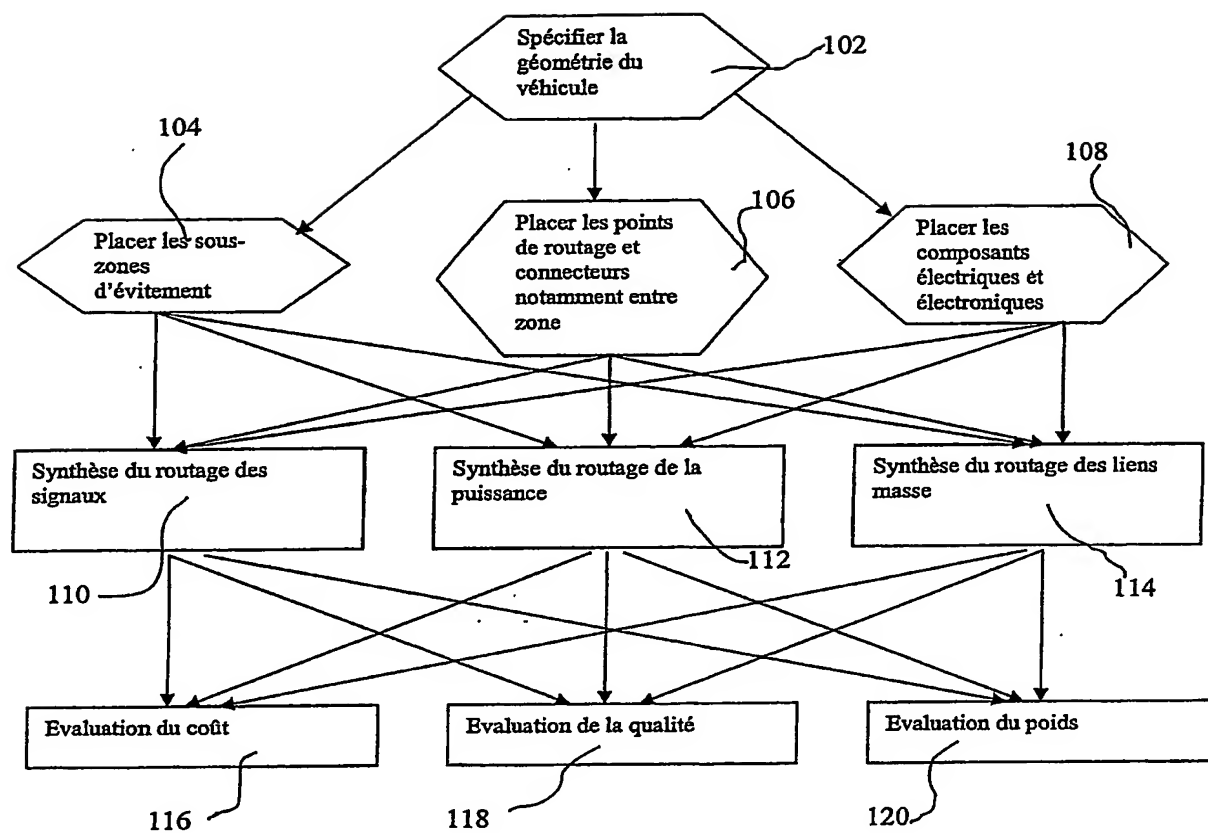 Spécifier la
géométrie du
véhicule
102
104
Placer les sous-
zones
d'évitement
106
Placer les points
de routage et
connecteurs
notamment entre
zone
108
Placer les
composants
électriques et
électroniques
Synthèse du routage des
signaux
110
Synthèse du routage de la
puissance
112
Synthèse du routage des liens
masse
114
Evaluation du coût
116
Evaluation de la qualité
118
Evaluation du poids
120